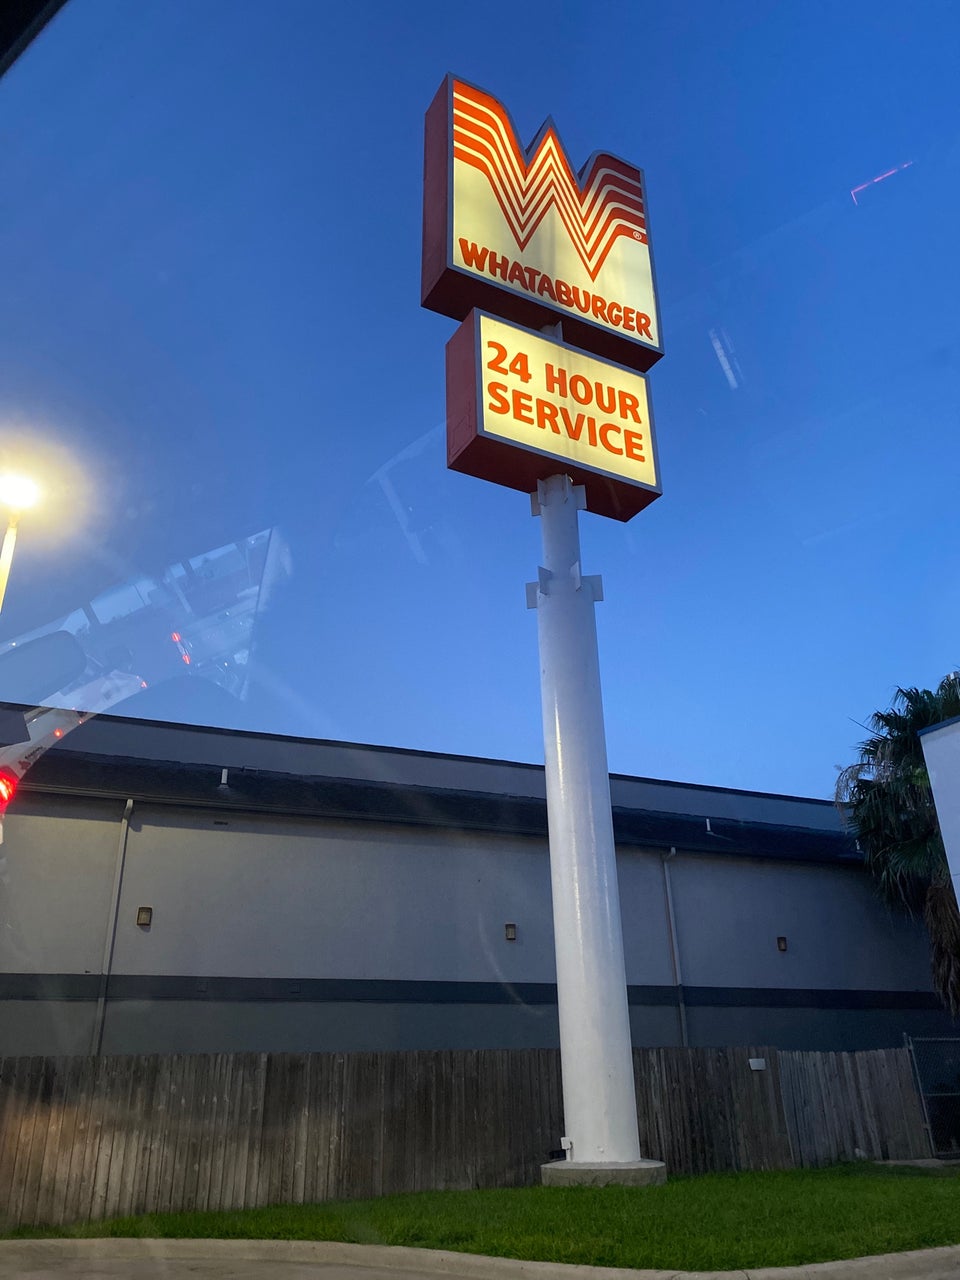 W
®
WHATABURGER
24 HOUR
SERVICE